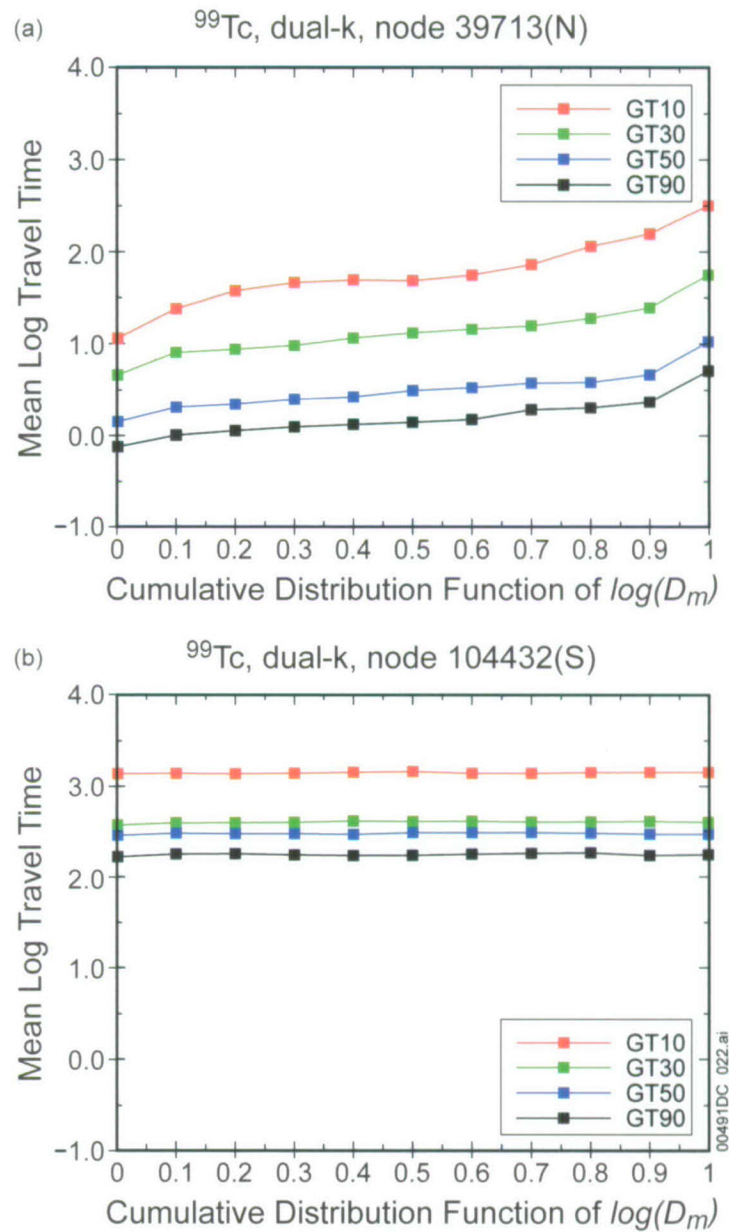 (a)
⁹⁹Tc, dual-k, node 39713(N)
4.0
3.0
2.0
1.0
0.0
−1.0
Mean Log Travel Time
GT10
GT30
GT50
GT90
0 0.1 0.2 0.3 0.4 0.5 0.6 0.7 0.8 0.9 1
Cumulative Distribution Function of log(Dₘ)
(b)
⁹⁹Tc, dual-k, node 104432(S)
4.0
3.0
2.0
1.0
0.0
−1.0
Mean Log Travel Time
GT10
GT30
GT50
GT90
0 0.1 0.2 0.3 0.4 0.5 0.6 0.7 0.8 0.9 1
Cumulative Distribution Function of log(Dₘ)
00491DC_022.ai